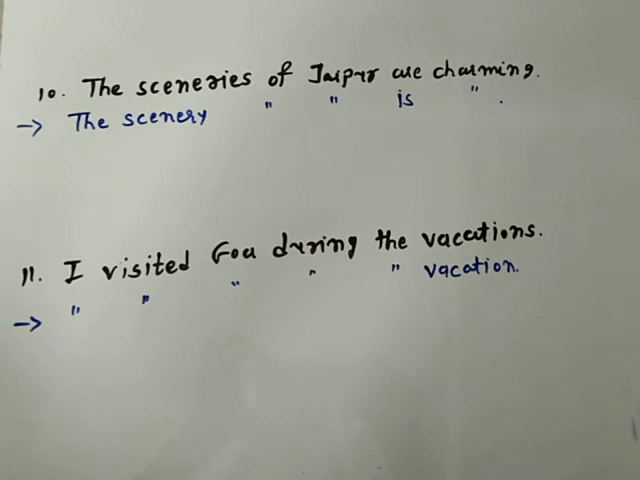 10. The sceneries of Jaipur are charming.
-> The scenery " " is " .
11. I visited Goa during the vacations.
-> " " " " " vacation.